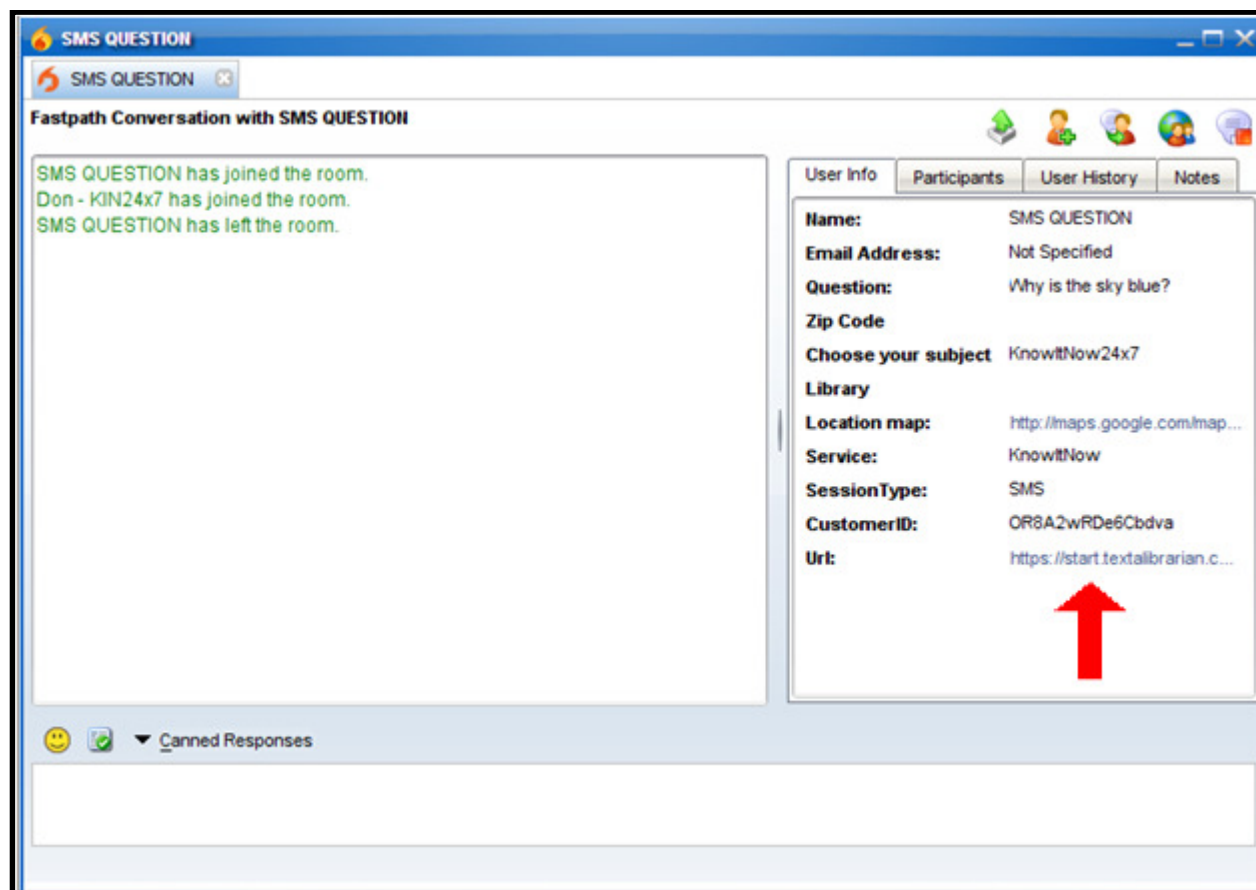 SMS QUESTION
SMS QUESTION
Fastpath Conversation with SMS QUESTION
SMS QUESTION has joined the room.
Don - KIN24x7 has joined the room.
SMS QUESTION has left the room.
User Info Participants User History Notes
Name: SMS QUESTION
Email Address: Not Specified
Question: Why is the sky blue?
Zip Code
Choose your subject KnowItNow24x7
Library
Location map: http://maps.google.com/map...
Service: KnowItNow
SessionType: SMS
CustomerID: OR8A2wRDe6Cbdva
Url: https://start.textalibrarian.c...
Canned Responses